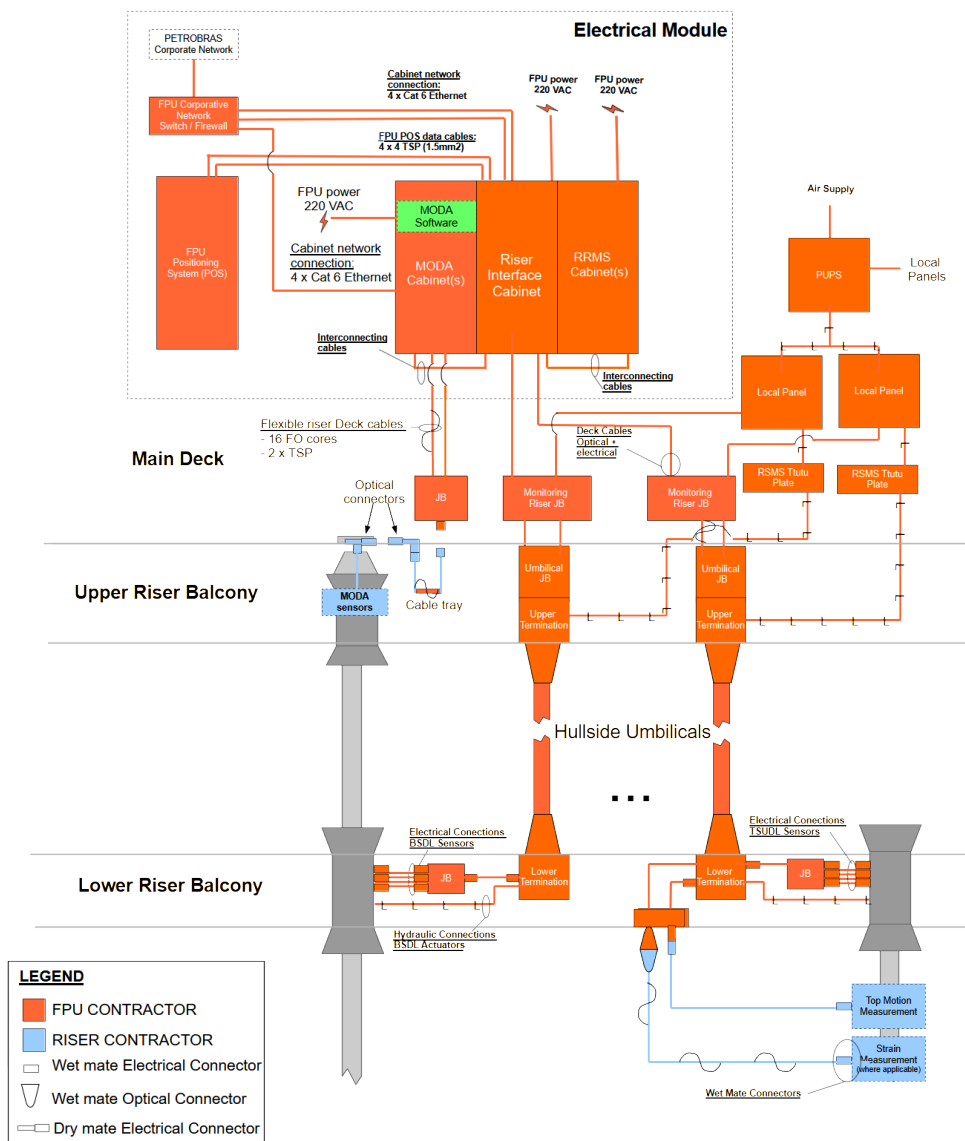 Electrical Module
PETROBRAS
Corporate Network
FPU Corporative
Network
Switch / Firewall
Cabinet network
connection:
4 x Cat 6 Ethernet
FPU power
220 VAC
FPU power
220 VAC
FPU POS data cables:
4 x 4 TSP (1.5mm2)
FPU
Positioning
System (POS)
FPU power
220 VAC
Cabinet network
connection:
4 x Cat 6 Ethernet
MODA
Software
MODA
Cabinet(s)
Riser
Interface
Cabinet
RRMS
Cabinet(s)
Interconnecting
cables
Interconnecting
cables
Air Supply
PUPS
Local
Panels
Local Panel
Local Panel
Flexible riser Deck cables
- 16 FO cores
- 2 x TSP
Deck Cables
Optical +
electrical
Main Deck
RSMS Ttutu
Plate
RSMS Ttutu
Plate
Optical
connectors
JB
Monitoring
Riser JB
Monitoring
Riser JB
Upper Riser Balcony
MODA
sensors
Cable tray
Umbilical
JB
Upper
Termination
Umbilical
JB
Upper
Termination
Hullside Umbilicals
...
Electrical Conections
BSDL Sensors
Electrical Conections
TSUDL Sensors
Lower Riser Balcony
JB
Lower
Termination
Lower
Termination
JB
Hydraulic Connections
BSDL Actuators
LEGEND
FPU CONTRACTOR
RISER CONTRACTOR
Wet mate Electrical Connector
Wet mate Optical Connector
Dry mate Electrical Connector
Top Motion
Measurement
Strain
Measurement
(where applicable)
Wet Mate Connectors